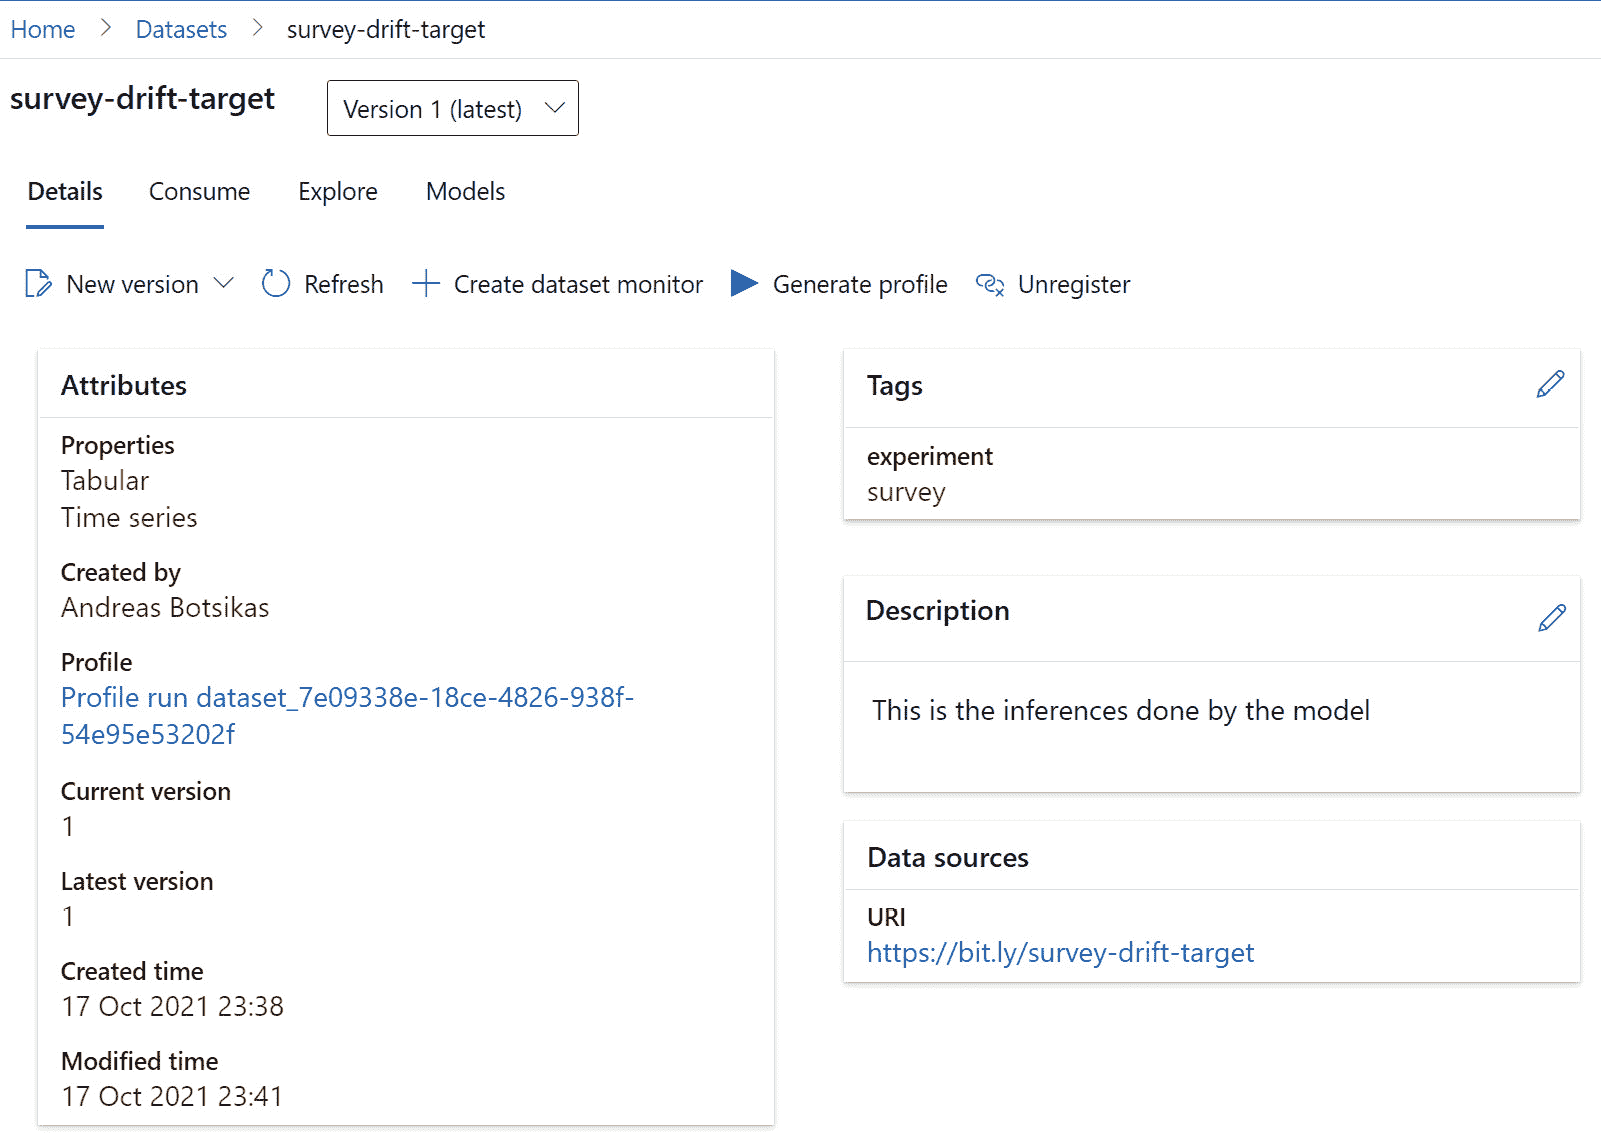 Home > Datasets > survey-drift-target
survey-drift-target
Version 1 (latest)
Details Consume Explore Models
New version Refresh Create dataset monitor Generate profile Unregister
Attributes
Properties
Tabular
Time series
Created by
Andreas Botsikas
Profile
Profile run dataset_7e09338e-18ce-4826-938f-
54e95e53202f
Current version
1
Latest version
1
Created time
17 Oct 2021 23:38
Modified time
17 Oct 2021 23:41
Tags
experiment
survey
Description
This is the inferences done by the model
Data sources
URI
https://bit.ly/survey-drift-target